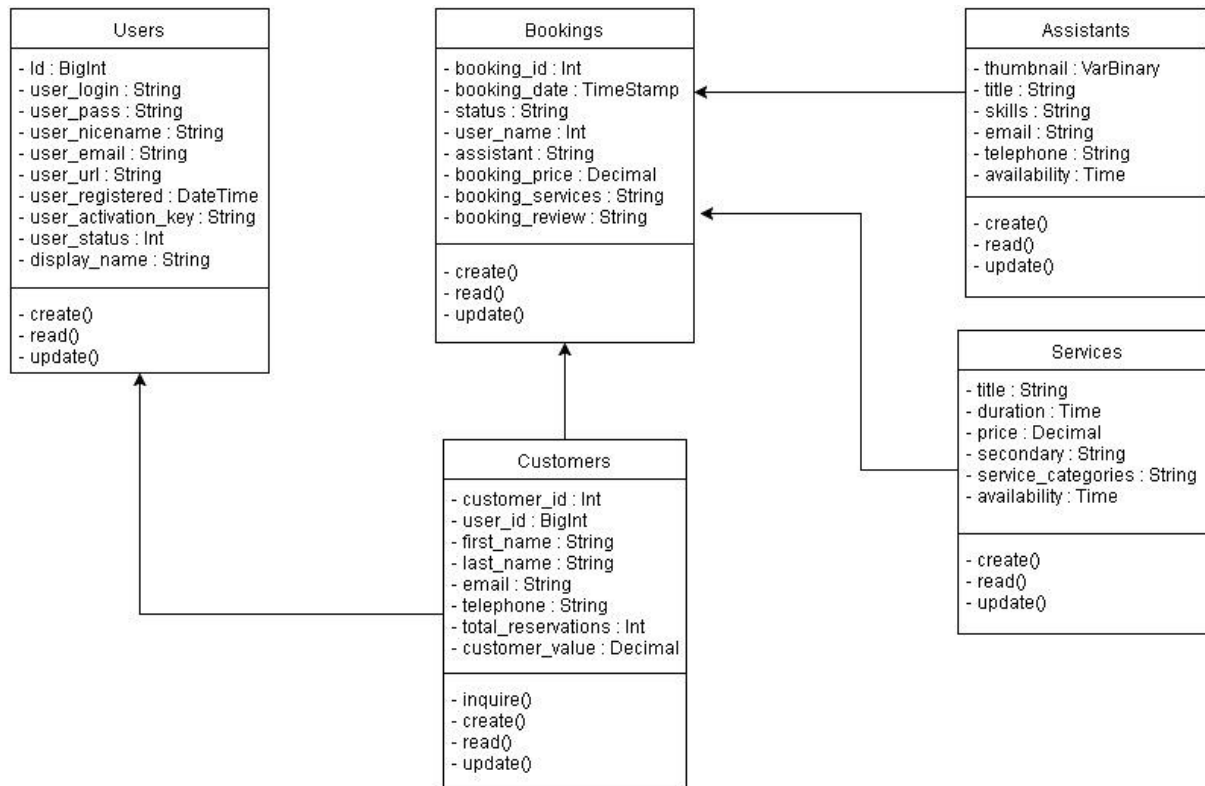 Users
- Id : BigInt
- user_login : String
- user_pass : String
- user_nicename : String
- user_email : String
- user_url : String
- user_registered : DateTime
- user_activation_key : String
- user_status : Int
- display_name : String
- create()
- read()
- update()
Bookings
- booking_id : Int
- booking_date : TimeStamp
- status : String
- user_name : Int
- assistant : String
- booking_price : Decimal
- booking_services : String
- booking_review : String
- create()
- read()
- update()
Assistants
- thumbnail : VarBinary
- title : String
- skills : String
- email : String
- telephone : String
- availability : Time
- create()
- read()
- update()
Services
- title : String
- duration : Time
- price : Decimal
- secondary : String
- service_categories : String
- availability : Time
- create()
- read()
- update()
Customers
- customer_id : Int
- user_id : BigInt
- first_name : String
- last_name : String
- email : String
- telephone : String
- total_reservations : Int
- customer_value : Decimal
- inquire()
- create()
- read()
- update()